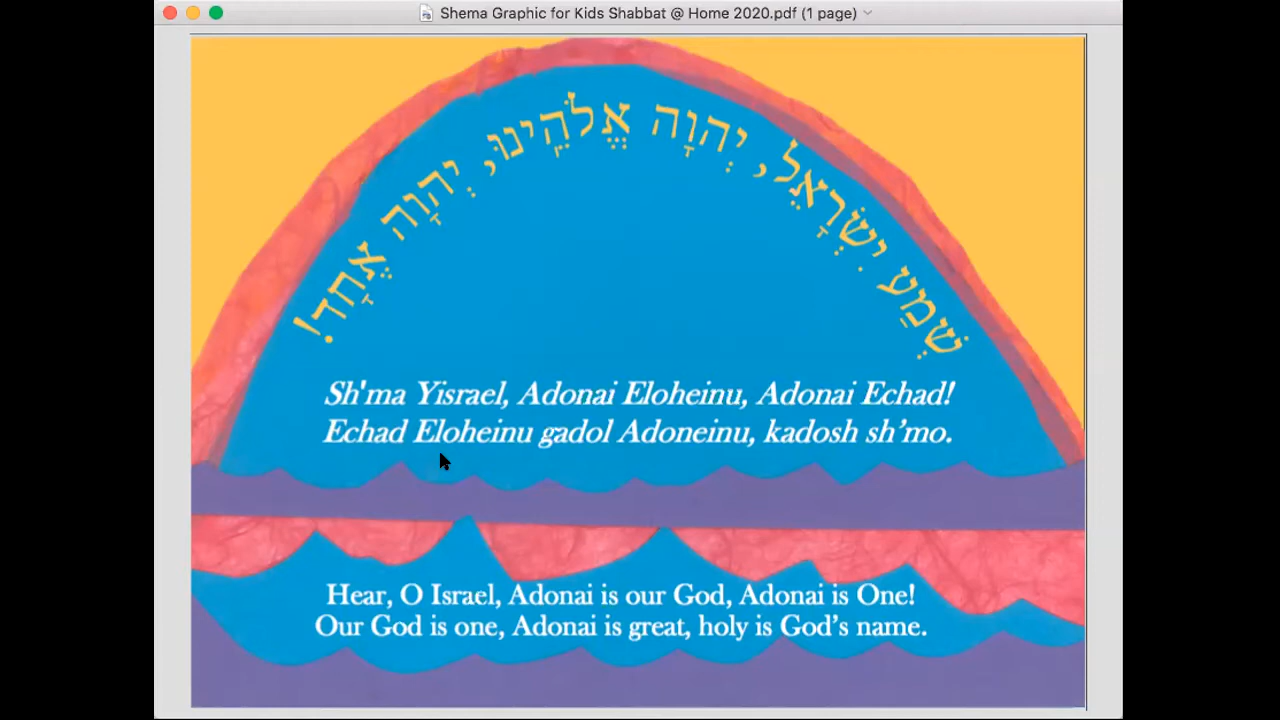 Shema Graphic for Kids Shabbat @ Home 2020.pdf (1 page)
שְׁמַע יִשְׂרָאֵל, יְהוָה אֱלֹהֵינוּ, יְהוָה אֶחָד!
Sh'ma Yisrael, Adonai Eloheinu, Adonai Echad!
Echad Eloheinu gadol Adoneinu, kadosh sh’mo.
Hear, O Israel, Adonai is our God, Adonai is One!
Our God is one, Adonai is great, holy is God’s name.